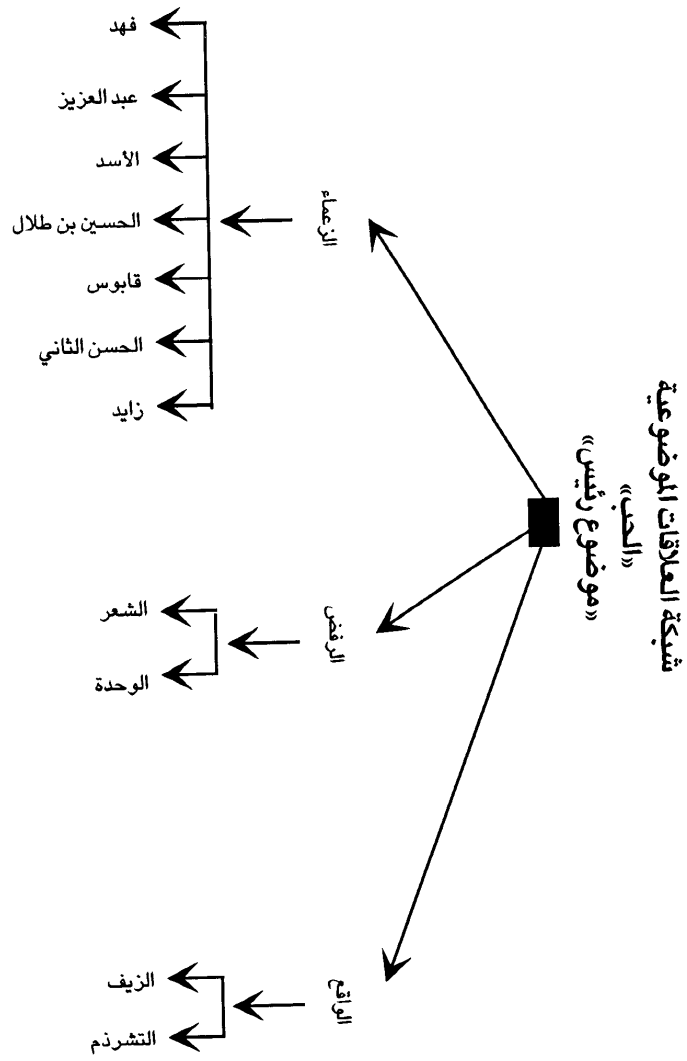 شبكة العلاقات الموضوعية
«الحب»
«موضوع رئيس»
الزعماء
فهد
عبد العزيز
الأسد
الحسين بن طلال
قابوس
الحسن الثاني
زايد
الرفض
الشعر
الوحدة
الواقع
الزيف
التشرذم